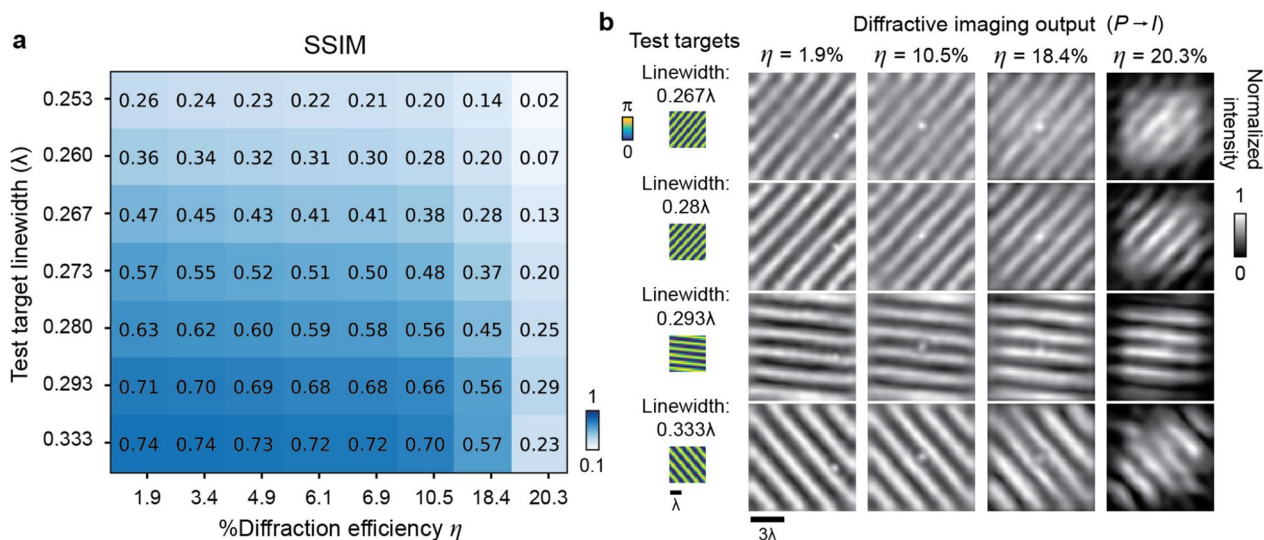 a
SSIM
Test target linewidth (λ)
0.253 0.26 0.24 0.23 0.22 0.21 0.20 0.14 0.02
0.260 0.36 0.34 0.32 0.31 0.30 0.28 0.20 0.07
0.267 0.47 0.45 0.43 0.41 0.41 0.38 0.28 0.13
0.273 0.57 0.55 0.52 0.51 0.50 0.48 0.37 0.20
0.280 0.63 0.62 0.60 0.59 0.58 0.56 0.45 0.25
0.293 0.71 0.70 0.69 0.68 0.68 0.66 0.56 0.29
0.333 0.74 0.74 0.73 0.72 0.72 0.70 0.57 0.23
1.9 3.4 4.9 6.1 6.9 10.5 18.4 20.3
%Diffraction efficiency η
1
0.1
b
Diffractive imaging output (P→I)
Test targets
η = 1.9% η = 10.5% η = 18.4% η = 20.3%
Linewidth:
0.267λ
π
0
Linewidth:
0.28λ
Linewidth:
0.293λ
Linewidth:
0.333λ
λ
3λ
Normalized
intensity
1
0